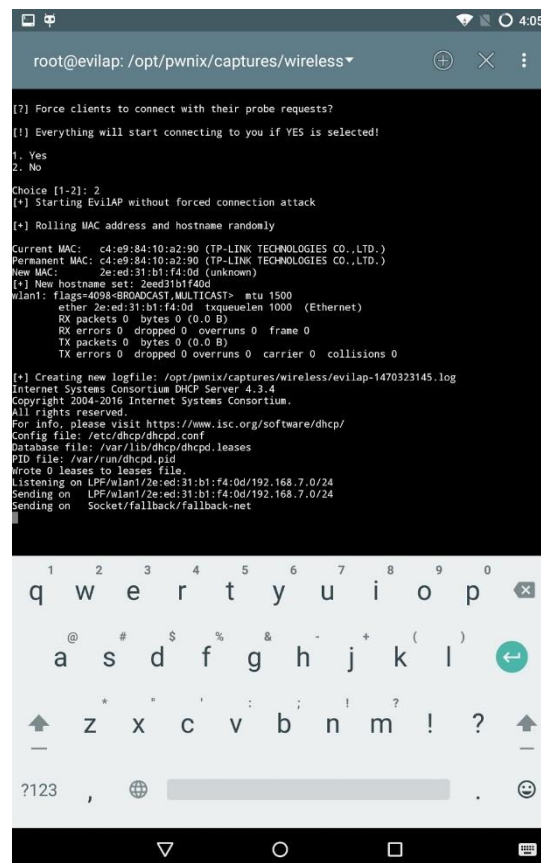 4:05
root@evilap: /opt/pwnix/captures/wireless
[?] Force clients to connect with their probe requests?
[!] Everything will start connecting to you if YES is selected!
1. Yes
2. No
Choice [1-2]: 2
[+] Starting EvilAP without forced connection attack
[+] Rolling MAC address and hostname randomly
Current MAC:   c4:e9:84:10:a2:90 (TP-LINK TECHNOLOGIES CO.,LTD.)
Permanent MAC: c4:e9:84:10:a2:90 (TP-LINK TECHNOLOGIES CO.,LTD.)
New MAC:       2e:ed:31:b1:f4:0d (unknown)
[+] New hostname set: 2eed31b1f40d
wlan1: flags=4098<BROADCAST,MULTICAST>  mtu 1500
ether 2e:ed:31:b1:f4:0d  txqueuelen 1000  (Ethernet)
RX packets 0  bytes 0 (0.0 B)
RX errors 0  dropped 0  overruns 0  frame 0
TX packets 0  bytes 0 (0.0 B)
TX errors 0  dropped 0 overruns 0  carrier 0  collisions 0
[+] Creating new logfile: /opt/pwnix/captures/wireless/evilap-1470323145.log
Internet Systems Consortium DHCP Server 4.3.4
Copyright 2004-2016 Internet Systems Consortium.
All rights reserved.
For info, please visit https://www.isc.org/software/dhcp/
Config file: /etc/dhcp/dhcpd.conf
Database file: /var/lib/dhcp/dhcpd.leases
PID file: /var/run/dhcpd.pid
Wrote 0 leases to leases file.
Listening on LPF/wlan1/2e:ed:31:b1:f4:0d/192.168.7.0/24
Sending on   LPF/wlan1/2e:ed:31:b1:f4:0d/192.168.7.0/24
Sending on   Socket/fallback/fallback-net
1 2 3 4 5 6 7 8 9 0
q w e r t y u i o p
@ # $ % & - + ( )
a s d f g h j k l
* " ' : ; ! ?
z x c v b n m ! ?
?123 , .